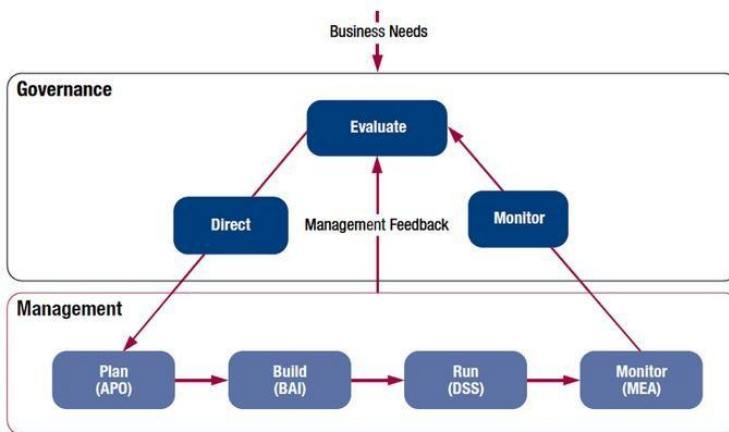 Business Needs
Governance
Evaluate
Direct
Management Feedback
Monitor
Management
Plan
(APO)
Build
(BAI)
Run
(DSS)
Monitor
(MEA)